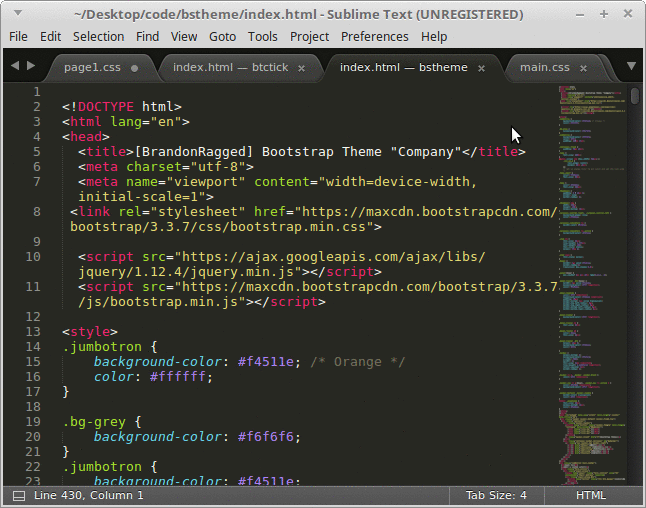 ~/Desktop/code/bstheme/index.html - Sublime Text (UNREGISTERED)
File Edit Selection Find View Goto Tools Project Preferences Help
page1.css index.html — btctick index.html — bstheme main.css
1
2 <!DOCTYPE html>
3 <html lang="en">
4 <head>
5 <title>[BrandonRagged] Bootstrap Theme "Company"</title>
6 <meta charset="utf-8">
7 <meta name="viewport" content="width=device-width,
initial-scale=1">
8 <link rel="stylesheet" href="https://maxcdn.bootstrapcdn.com/
bootstrap/3.3.7/css/bootstrap.min.css">
9
10 <script src="https://ajax.googleapis.com/ajax/libs/
jquery/1.12.4/jquery.min.js"></script>
11 <script src="https://maxcdn.bootstrapcdn.com/bootstrap/3.3.7
/js/bootstrap.min.js"></script>
12
13 <style>
14 .jumbotron {
15 background-color: #f4511e; /* Orange */
16 color: #ffffff;
17 }
18
19 .bg-grey {
20 background-color: #f6f6f6;
21 }
22 .jumbotron {
23 background-color: #f4511e;
Line 430, Column 1 Tab Size: 4 HTML